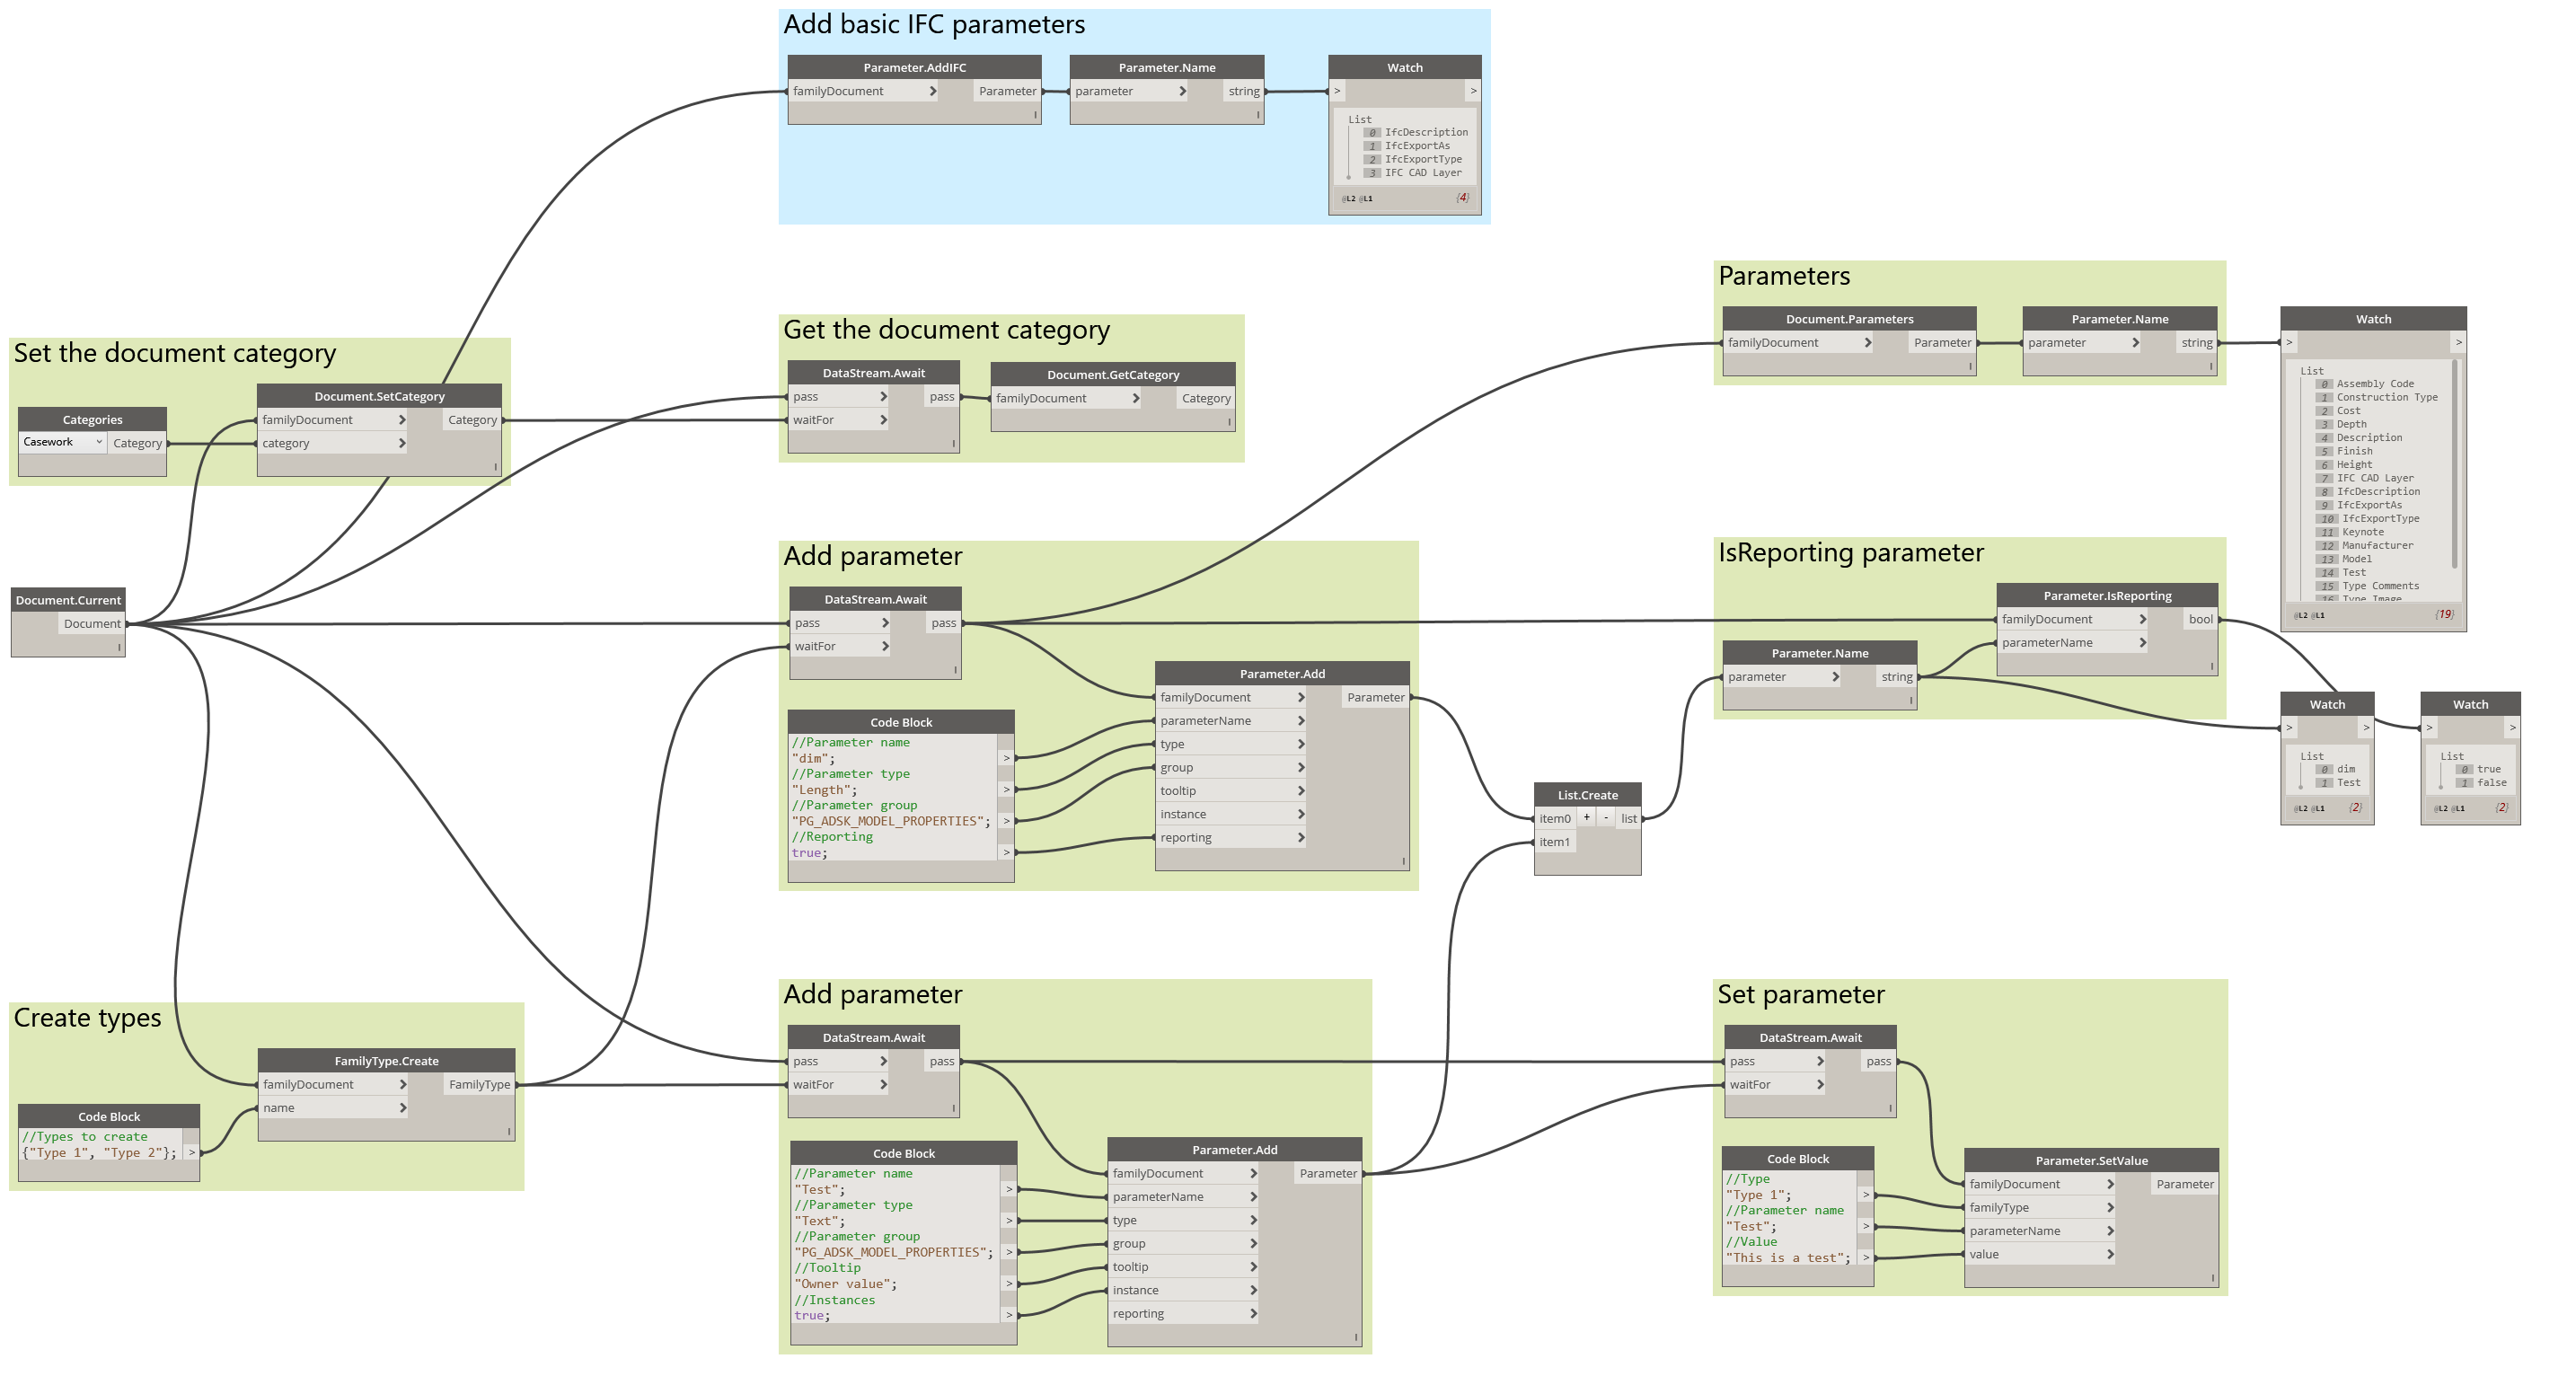 Add basic IFC parameters
Parameter.AddIFC
familyDocument
Parameter
Parameter.Name
parameter
string
Watch
>
>
List
0 IfcDescription
1 IfcExportAs
2 IfcExportType
3 IFC CAD Layer
@L2 @L1
{4}
Set the document category
Categories
Casework
Category
Document.SetCategory
familyDocument
Category
category
Get the document category
DataStream.Await
pass
pass
waitFor
Document.GetCategory
familyDocument
Category
Parameters
Document.Parameters
familyDocument
Parameter
Parameter.Name
parameter
string
Watch
>
>
List
0 Assembly Code
1 Construction Type
2 Cost
3 Depth
4 Description
5 Finish
6 Height
7 IFC CAD Layer
8 IfcDescription
9 IfcExportAs
10 IfcExportType
11 Keynote
12 Manufacturer
13 Model
14 Test
15 Type Comments
16 Type Image
@L2 @L1
{19}
Document.Current
Document
Add parameter
DataStream.Await
pass
pass
waitFor
Code Block
//Parameter name
"dim";
>
//Parameter type
"Length";
>
//Parameter group
"PG_ADSK_MODEL_PROPERTIES";
>
//Reporting
true;
>
Parameter.Add
familyDocument
Parameter
parameterName
type
group
tooltip
instance
reporting
IsReporting parameter
Parameter.Name
parameter
string
Parameter.IsReporting
familyDocument
bool
parameterName
Watch
>
>
List
0 dim
1 Test
@L2 @L1
{2}
Watch
>
>
List
0 true
1 false
@L2 @L1
{2}
List.Create
item0
+
-
list
item1
Create types
Code Block
//Types to create
{"Type 1", "Type 2"};
>
FamilyType.Create
familyDocument
FamilyType
name
Add parameter
DataStream.Await
pass
pass
waitFor
Code Block
//Parameter name
"Test";
>
//Parameter type
"Text";
>
//Parameter group
"PG_ADSK_MODEL_PROPERTIES";
>
//Tooltip
"Owner value";
>
//Instances
true;
>
Parameter.Add
familyDocument
Parameter
parameterName
type
group
tooltip
instance
reporting
Set parameter
DataStream.Await
pass
pass
waitFor
Code Block
//Type
"Type 1";
>
//Parameter name
"Test";
>
//Value
"This is a test";
>
Parameter.SetValue
familyDocument
Parameter
familyType
parameterName
value